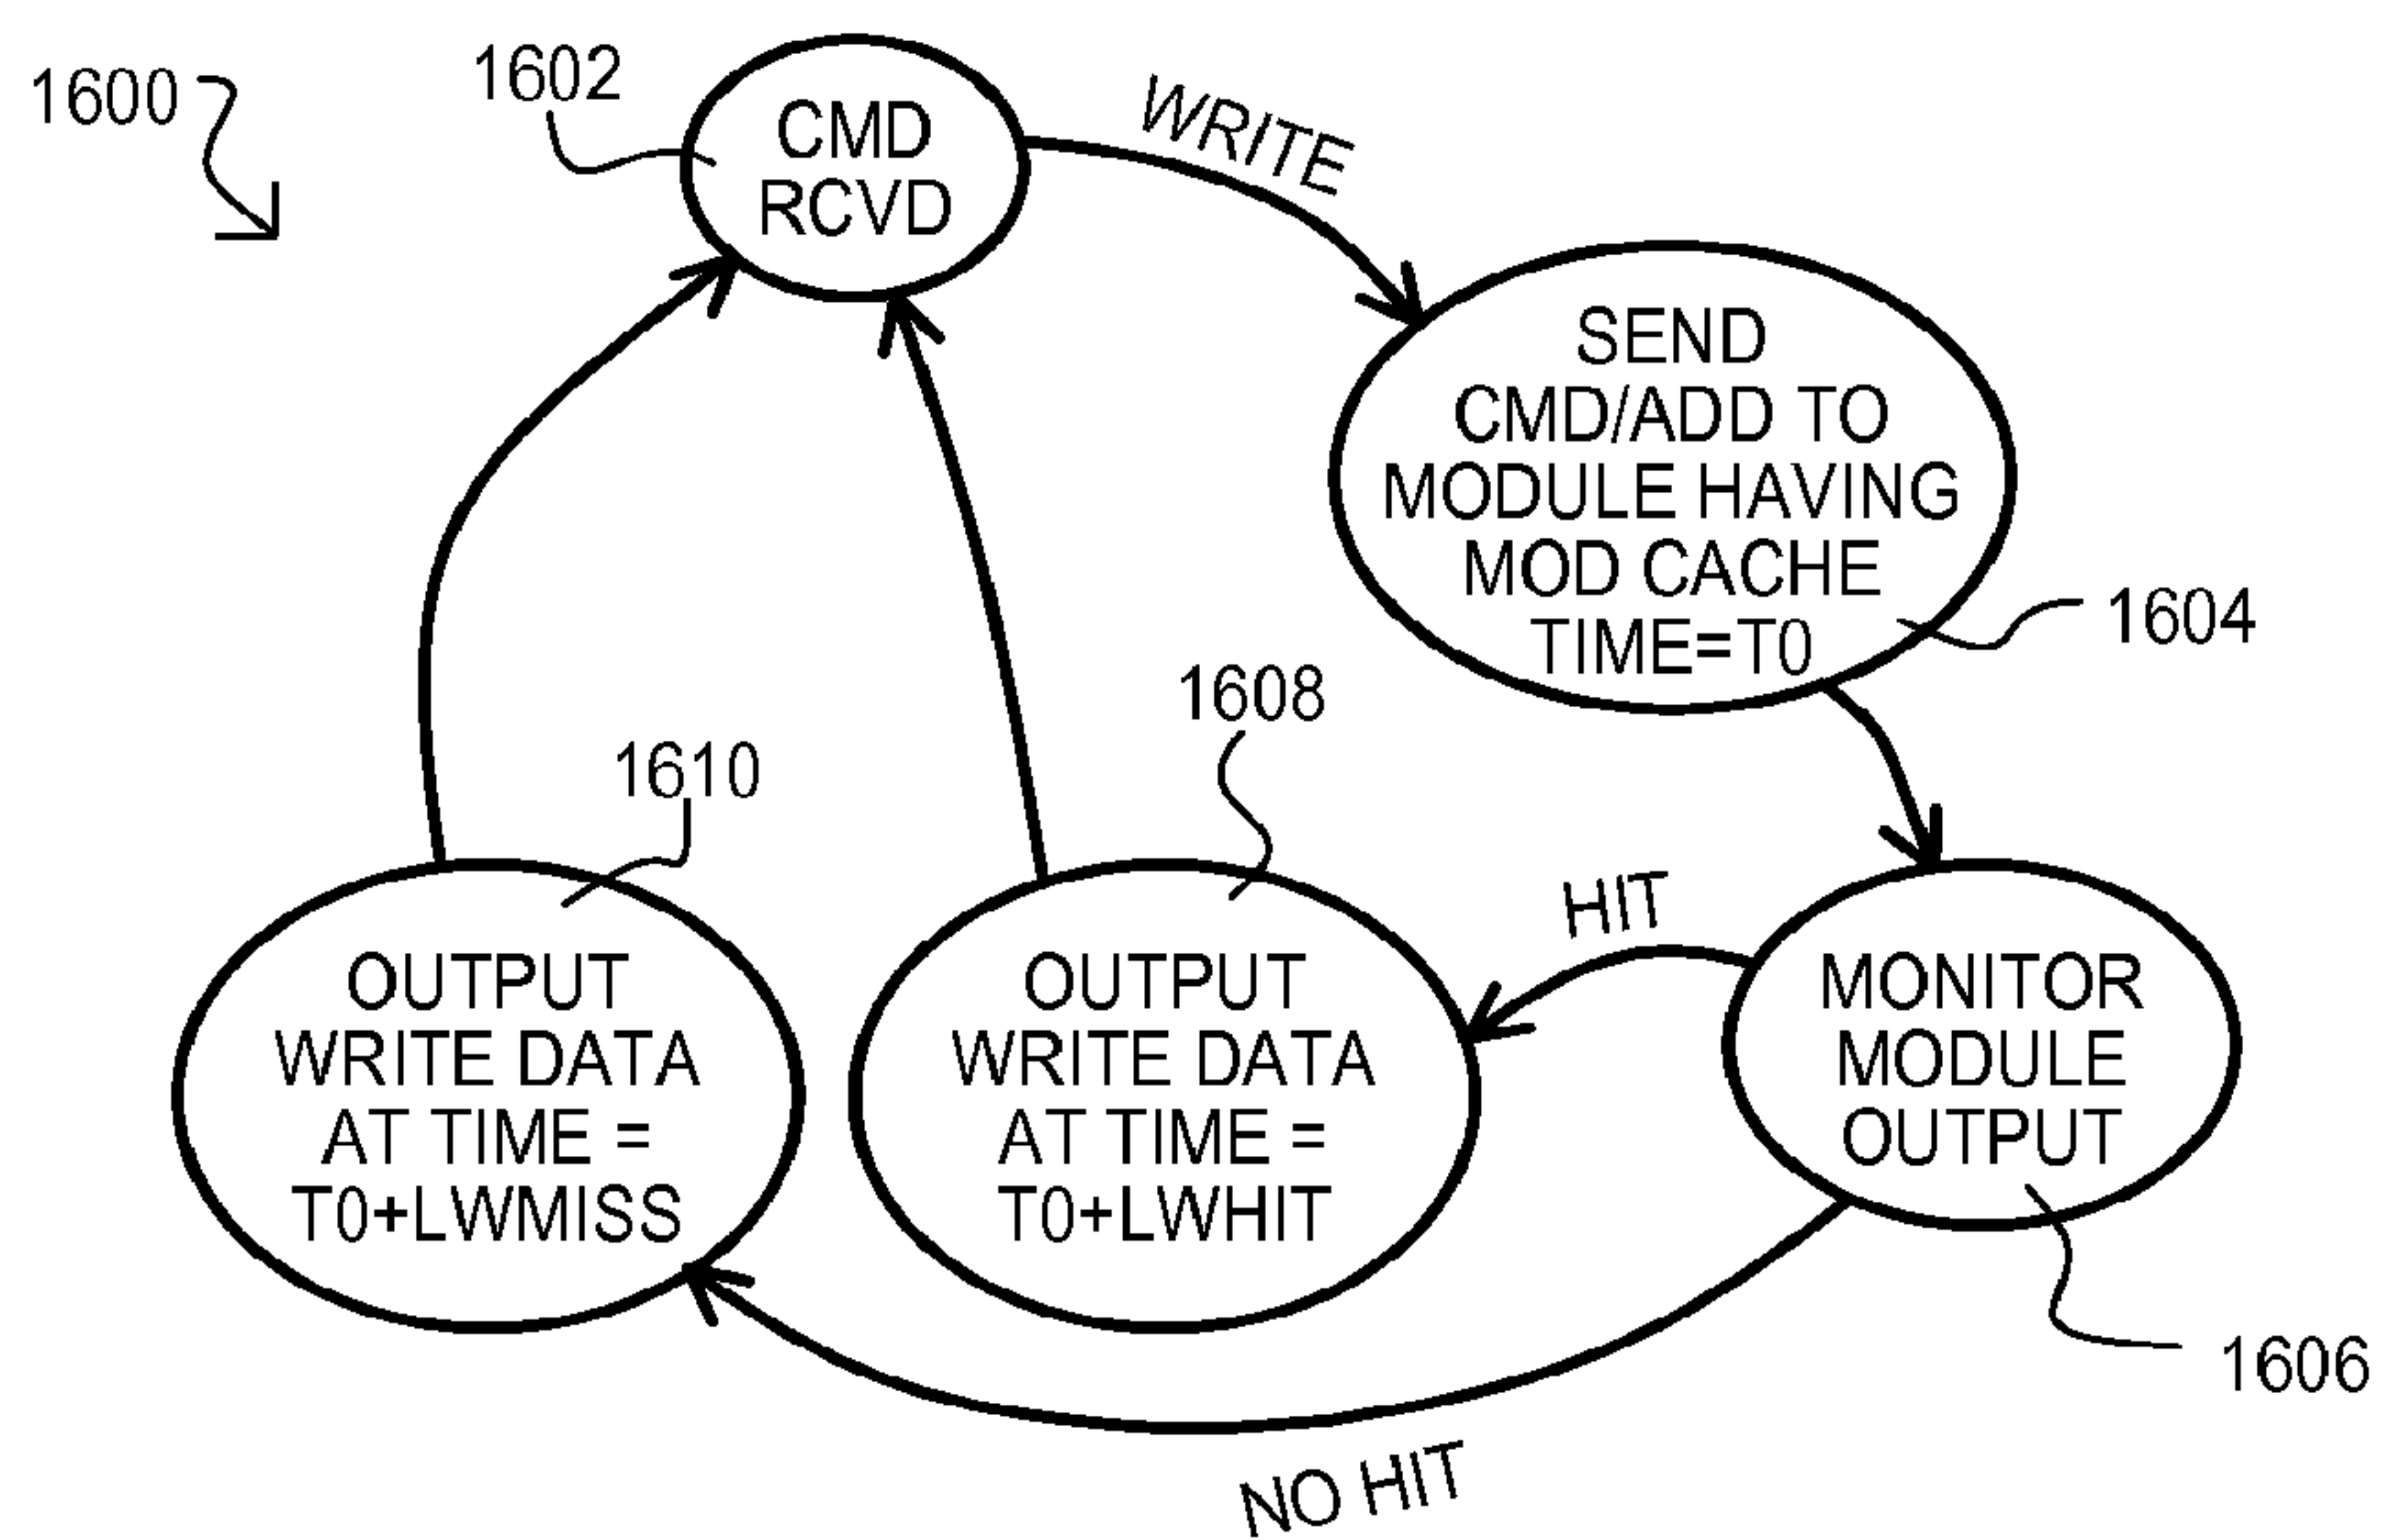 1600
1602
CMD
RCVD
WRITE
SEND
CMD/ADD TO
MODULE HAVING
MOD CACHE
TIME=T0
1604
1608
1610
HIT
OUTPUT
WRITE DATA
AT TIME =
T0+LWMISS
OUTPUT
WRITE DATA
AT TIME =
T0+LWHIT
MONITOR
MODULE
OUTPUT
1606
NO HIT